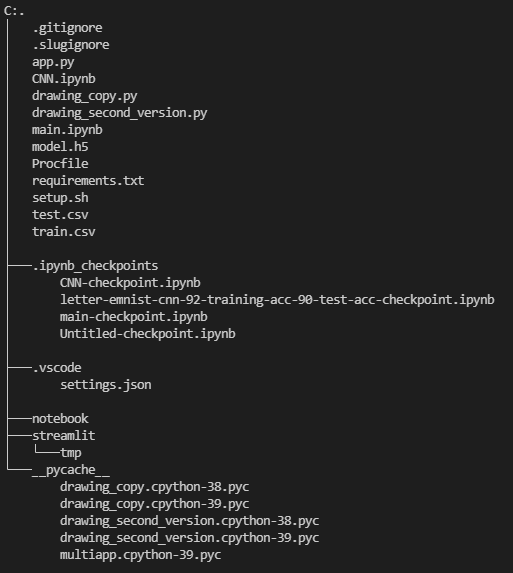 C:.
.gitignore
.slugignore
app.py
CNN.ipynb
drawing_copy.py
drawing_second_version.py
main.ipynb
model.h5
Procfile
requirements.txt
setup.sh
test.csv
train.csv
.ipynb_checkpoints
CNN-checkpoint.ipynb
letter-emnist-cnn-92-training-acc-90-test-acc-checkpoint.ipynb
main-checkpoint.ipynb
Untitled-checkpoint.ipynb
.vscode
settings.json
notebook
streamlit
tmp
__pycache__
drawing_copy.cpython-38.pyc
drawing_copy.cpython-39.pyc
drawing_second_version.cpython-38.pyc
drawing_second_version.cpython-39.pyc
multiapp.cpython-39.pyc